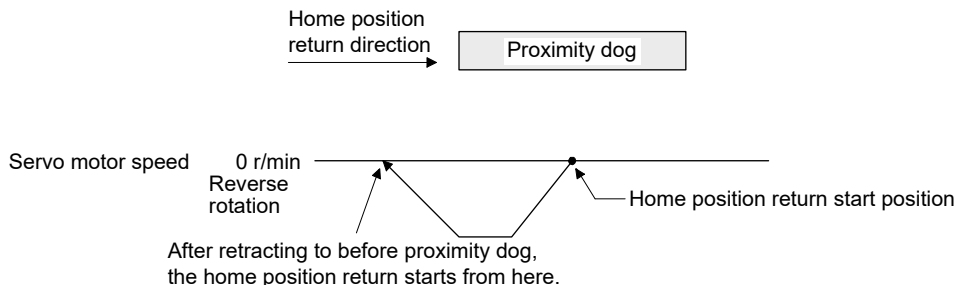 Home position
return direction
Proximity dog
Servo motor speed 0 r/min
Reverse
rotation
Home position return start position
After retracting to before proximity dog,
the home position return starts from here.